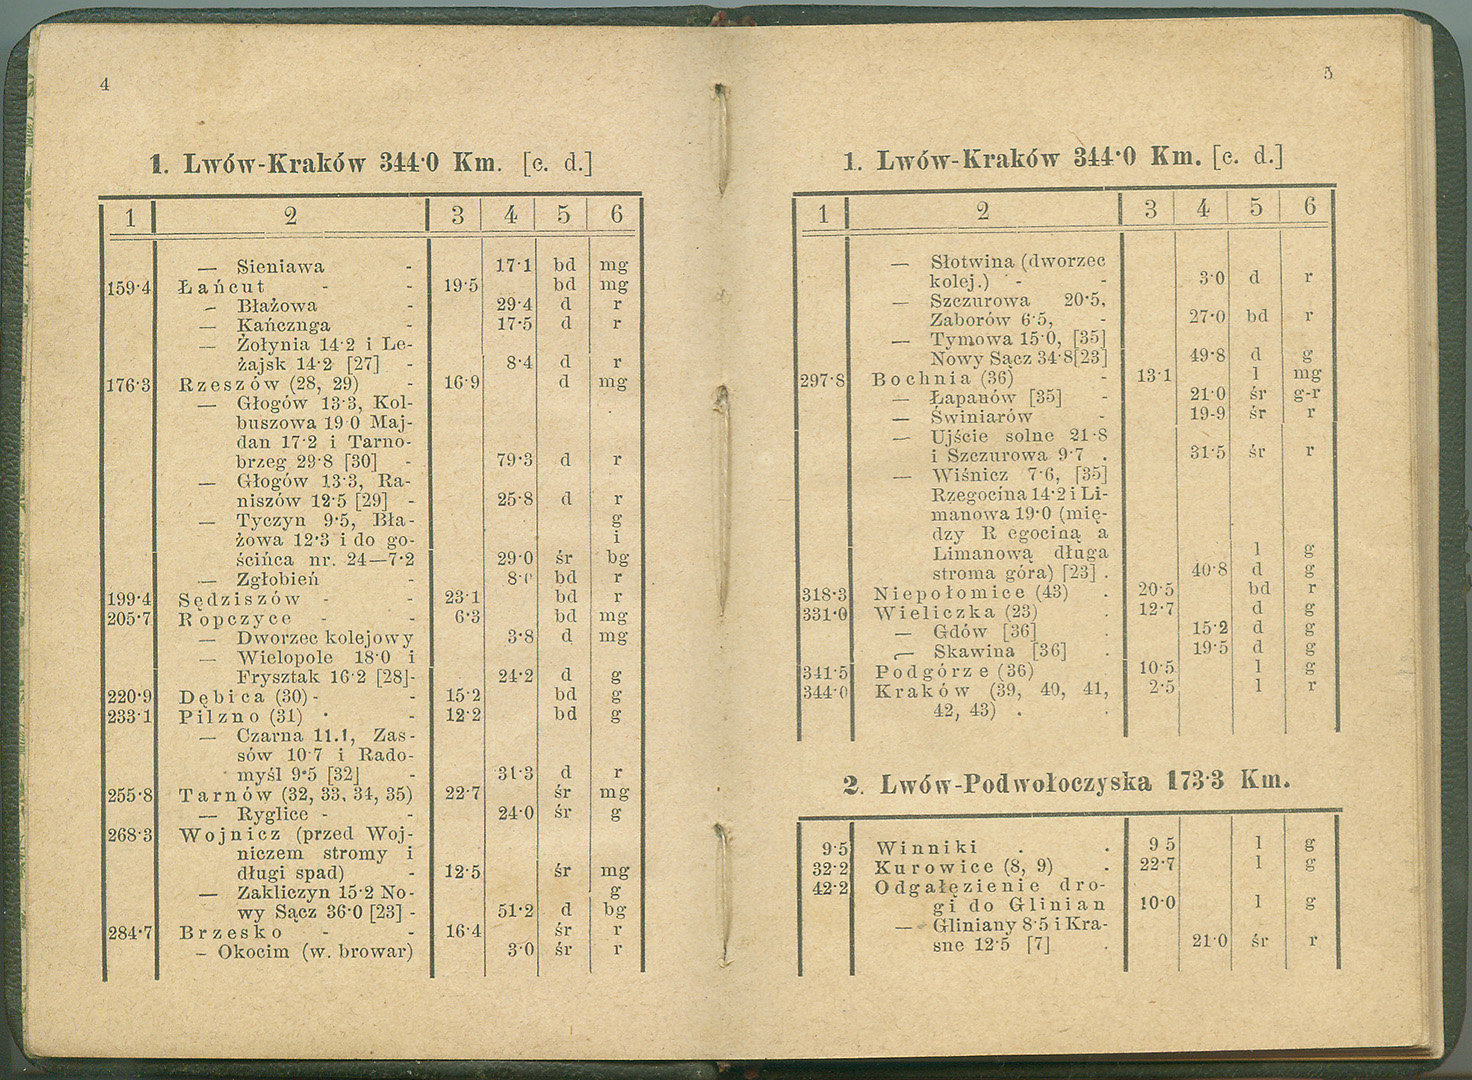 4
1. Lwów-Kraków 344·0 Km. [c. d.]
1 2 3 4 5 6
— Sieniawa - 17·1 bd mg
159·4 Łańcut - - 19·5 bd mg
— Błażowa - 29·4 d r
— Kańcznga - 17·5 d r
— Żołynia 14·2 i Le-
żajsk 14·2 [27] - 8·4 d r
176·3 Rzeszów (28, 29) - 16·9 d mg
— Głogów 13·3, Kol-
buszowa 19·0 Maj-
dan 17·2 i Tarno-
brzeg 29·8 [30] - 79·3 d r
— Głogów 13·3, Ra-
niszów 12·5 [29] - 25·8 d r
— Tyczyn 9·5, Bła- g
żowa 12·3 i do go- i
ścińca nr. 24—7·2 29·0 śr bg
— Zgłobień - 8·0 bd r
199·4 Sędziszów - - 23·1 bd r
205·7 Ropczyce - - 6·3 bd mg
— Dworzec kolejowy 3·8 d mg
— Wielopole 18·0 i
Frysztak 16·2 [28]- 24·2 d g
220·9 Dębica (30) - - 15·2 bd g
233·1 Pilzno (31) · - 12·2 bd g
— Czarna 11.1, Zas-
sów 10·7 i Rado-
myśl 9·5 [32] - 31·3 d r
255·8 Tarnów (32, 33, 34, 35) 22·7 śr mg
— Ryglice - - 24·0 śr g
268·3 Wojnicz (przed Woj-
niczem stromy i
długi spad) - 12·5 śr mg
— Zakliczyn 15·2 No- g
wy Sącz 36·0 [23] - 51·2 d bg
284·7 Brzesko - - 16·4 śr r
– Okocim (w. browar) 3·0 śr r
5
1. Lwów-Kraków 344·0 Km. [c. d.]
1 2 3 4 5 6
— Słotwina (dworzec
kolej.) - - 3·0 d r
— Szczurowa 20·5,
Zaborów 6·5, - 27·0 bd r
— Tymowa 15·0, [35]
Nowy Sącz 34·8[23] 49·8 d g
297·8 Bochnia (36) - 13·1 l mg
— Łapanów [35] - 21·0 śr g-r
— Świniarów - 19-9 śr r
— Ujście solne 21·8
i Szczurowa 9·7 . 31·5 śr r
— Wiśnicz 7·6, [35]
Rzegocina 14·2 i Li-
manowa 19·0 (mię-
dzy R egociną a
Limanową długa l g
stroma góra) [23] . 40·8 d g
318·3 Niepołomice (43) . 20·5 bd r
331·0 Wieliczka (23) 12·7 d g
— Gdów [36] . 15·2 d g
— Skawina [36] . 19·5 d g
341·5 Podgórze (36) 10·5 l g
344·0 Kraków (39, 40, 41, 2·5 l r
42, 43) . .
2. Lwów-Podwołoczyska 173·3 Km.
9·5 Winniki . . 9 5 l g
32·2 Kurowice (8, 9) . 22·7 l g
42·2 Odgałęzienie dro-
gi do Glinian 10·0 l g
— Gliniany 8·5 i Kra-
sne 12·5 [7] . 21·0 śr r